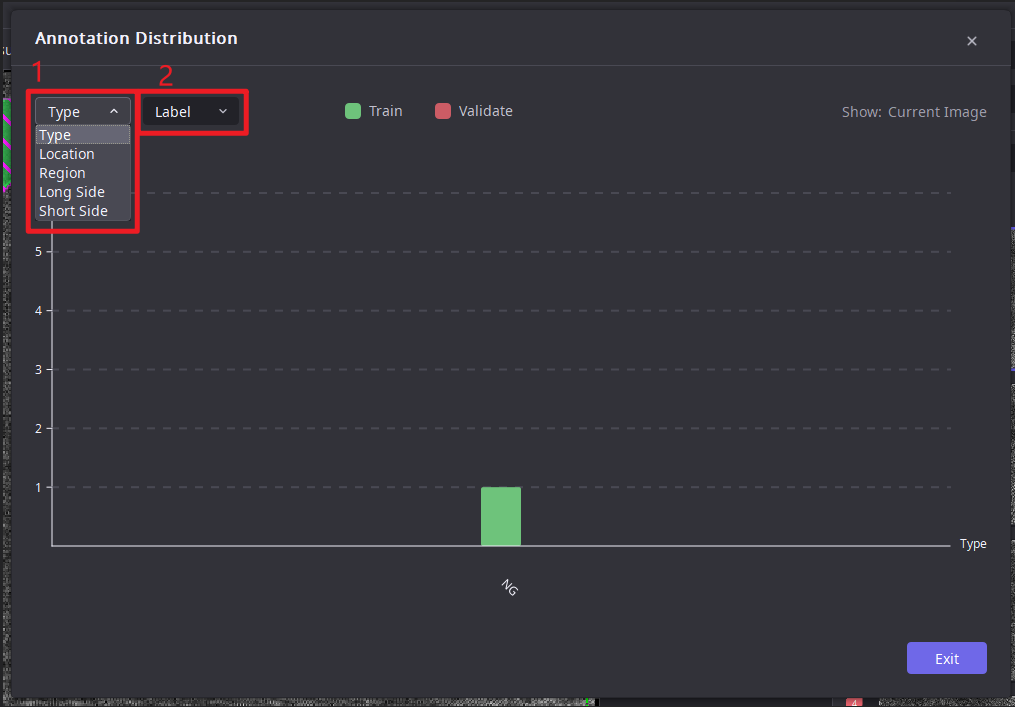 Annotation Distribution
1
2
Type
Label
Train
Validate
Show: Current Image
Type
Location
Region
Long Side
Short Side
5
4
3
2
1
Type
NG
Exit
4